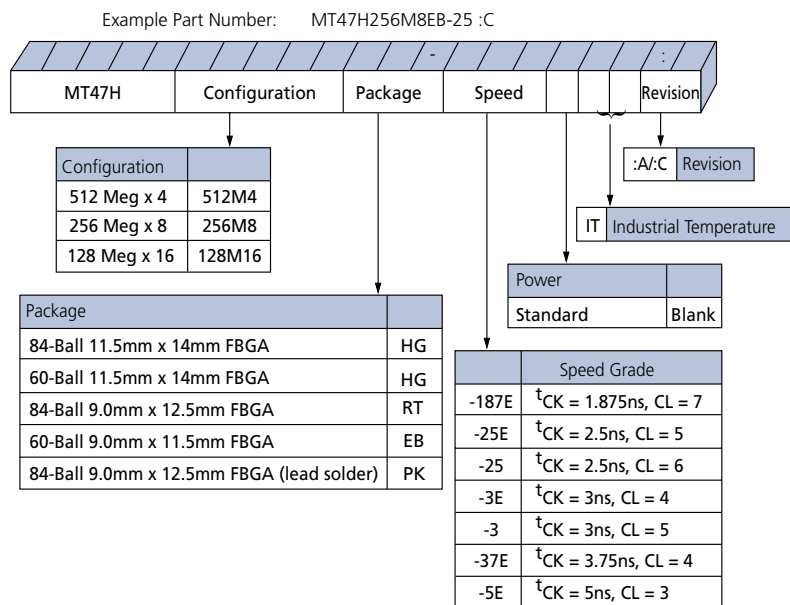 Example Part Number: MT47H256M8EB-25 :C
- :
MT47H Configuration Package Speed Revision
Configuration
512 Meg x 4 512M4
256 Meg x 8 256M8
128 Meg x 16 128M16
:A/:C Revision
IT Industrial Temperature
Power
Standard Blank
Package
84-Ball 11.5mm x 14mm FBGA HG
60-Ball 11.5mm x 14mm FBGA HG
84-Ball 9.0mm x 12.5mm FBGA RT
60-Ball 9.0mm x 11.5mm FBGA EB
84-Ball 9.0mm x 12.5mm FBGA (lead solder) PK
Speed Grade
-187E tCK = 1.875ns, CL = 7
-25E tCK = 2.5ns, CL = 5
-25 tCK = 2.5ns, CL = 6
-3E tCK = 3ns, CL = 4
-3 tCK = 3ns, CL = 5
-37E tCK = 3.75ns, CL = 4
-5E tCK = 5ns, CL = 3